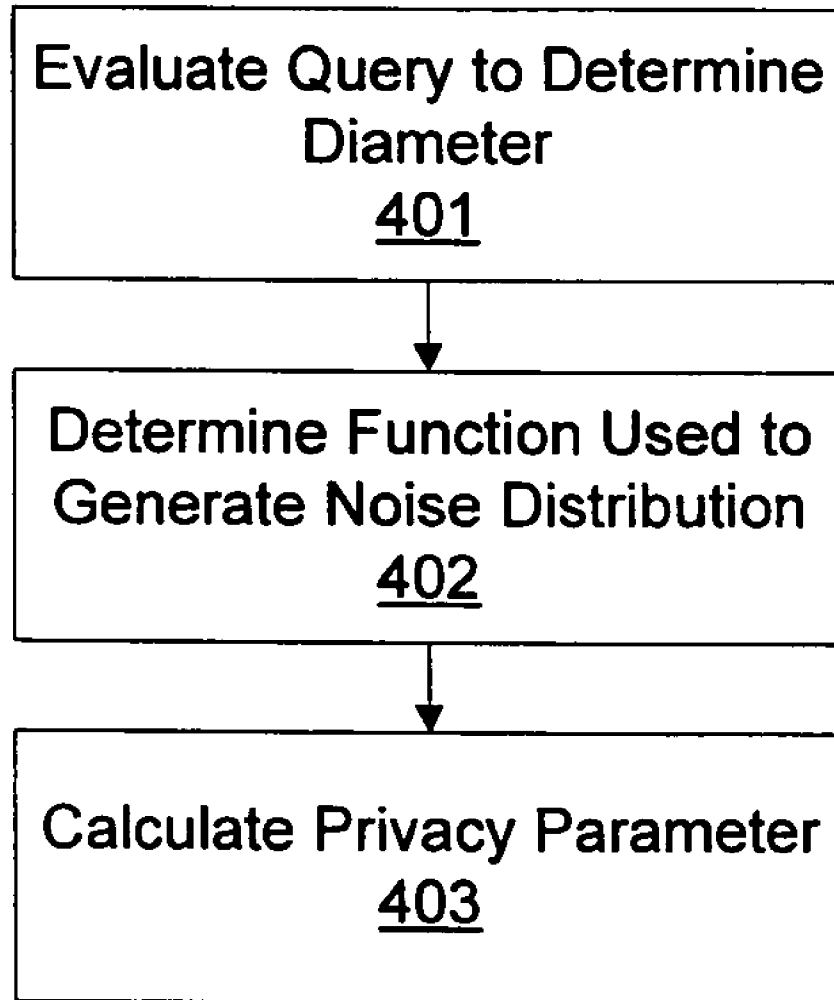 Evaluate Query to Determine
Diameter
401
Determine Function Used to
Generate Noise Distribution
402
Calculate Privacy Parameter
403